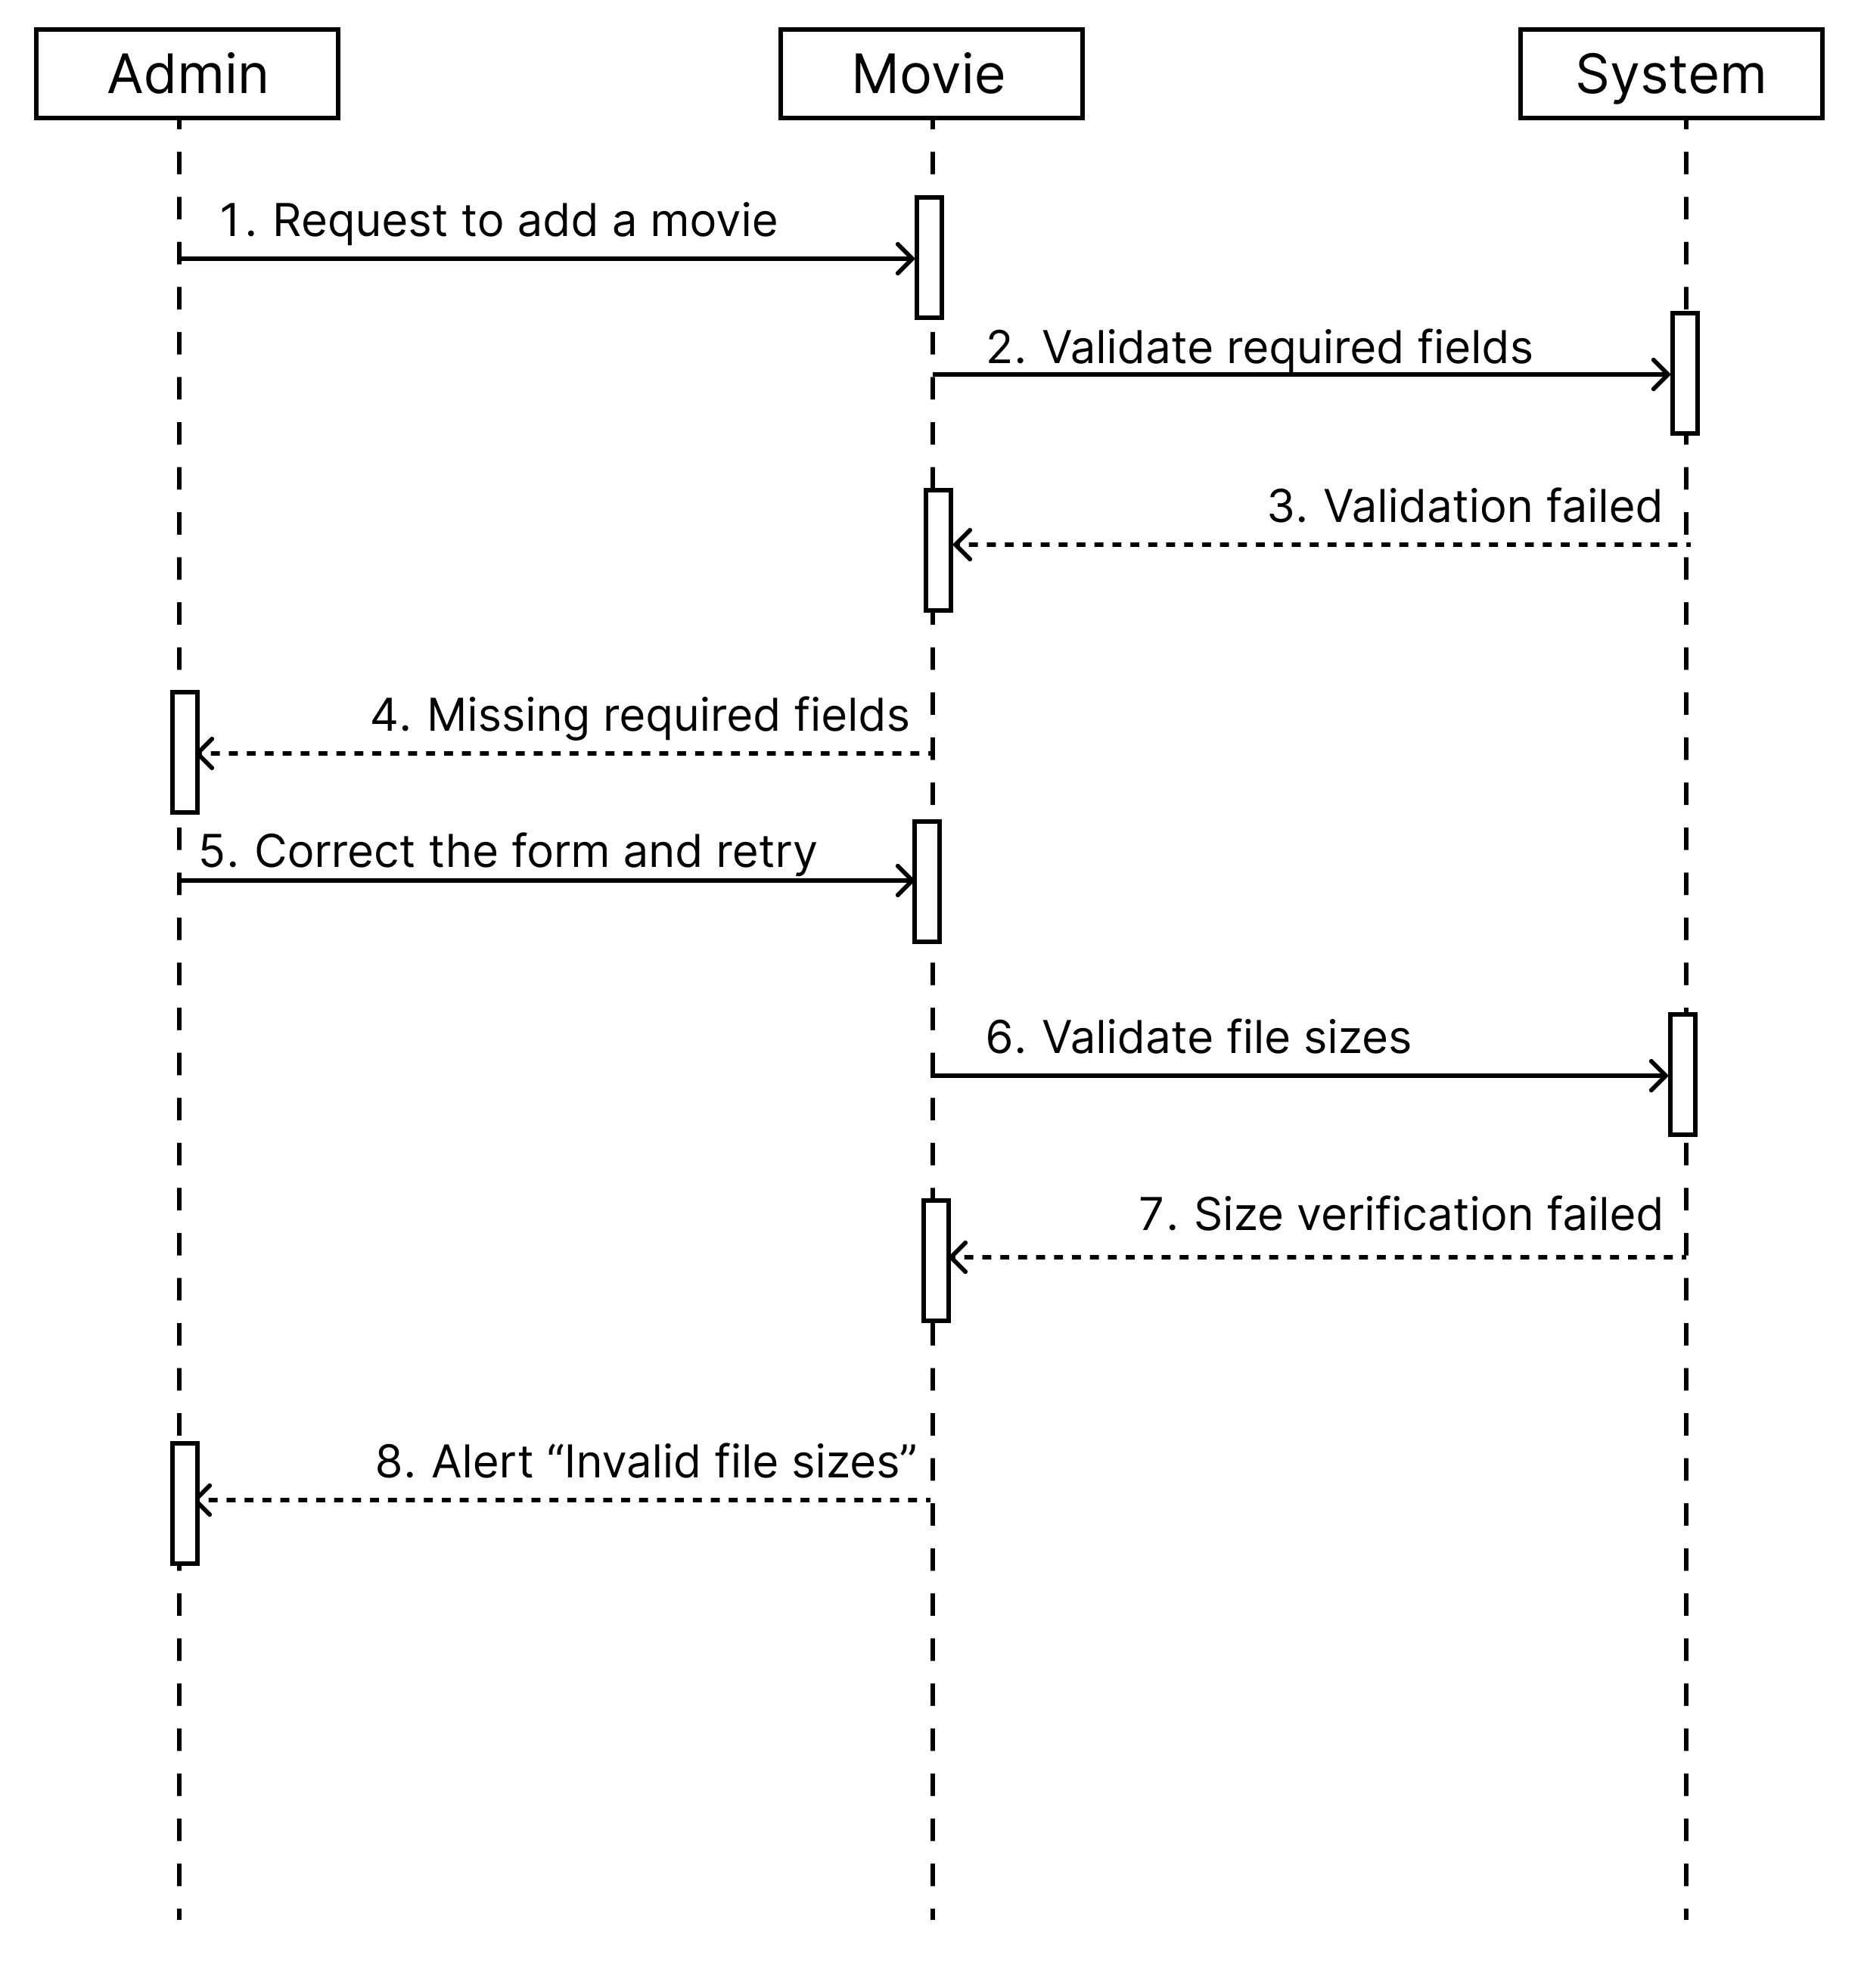 Admin
Movie
System
1. Request to add a movie
2. Validate required fields
3. Validation failed
4. Missing required fields
5. Correct the form and retry
6. Validate file sizes
7. Size verification failed
8. Alert “Invalid file sizes”